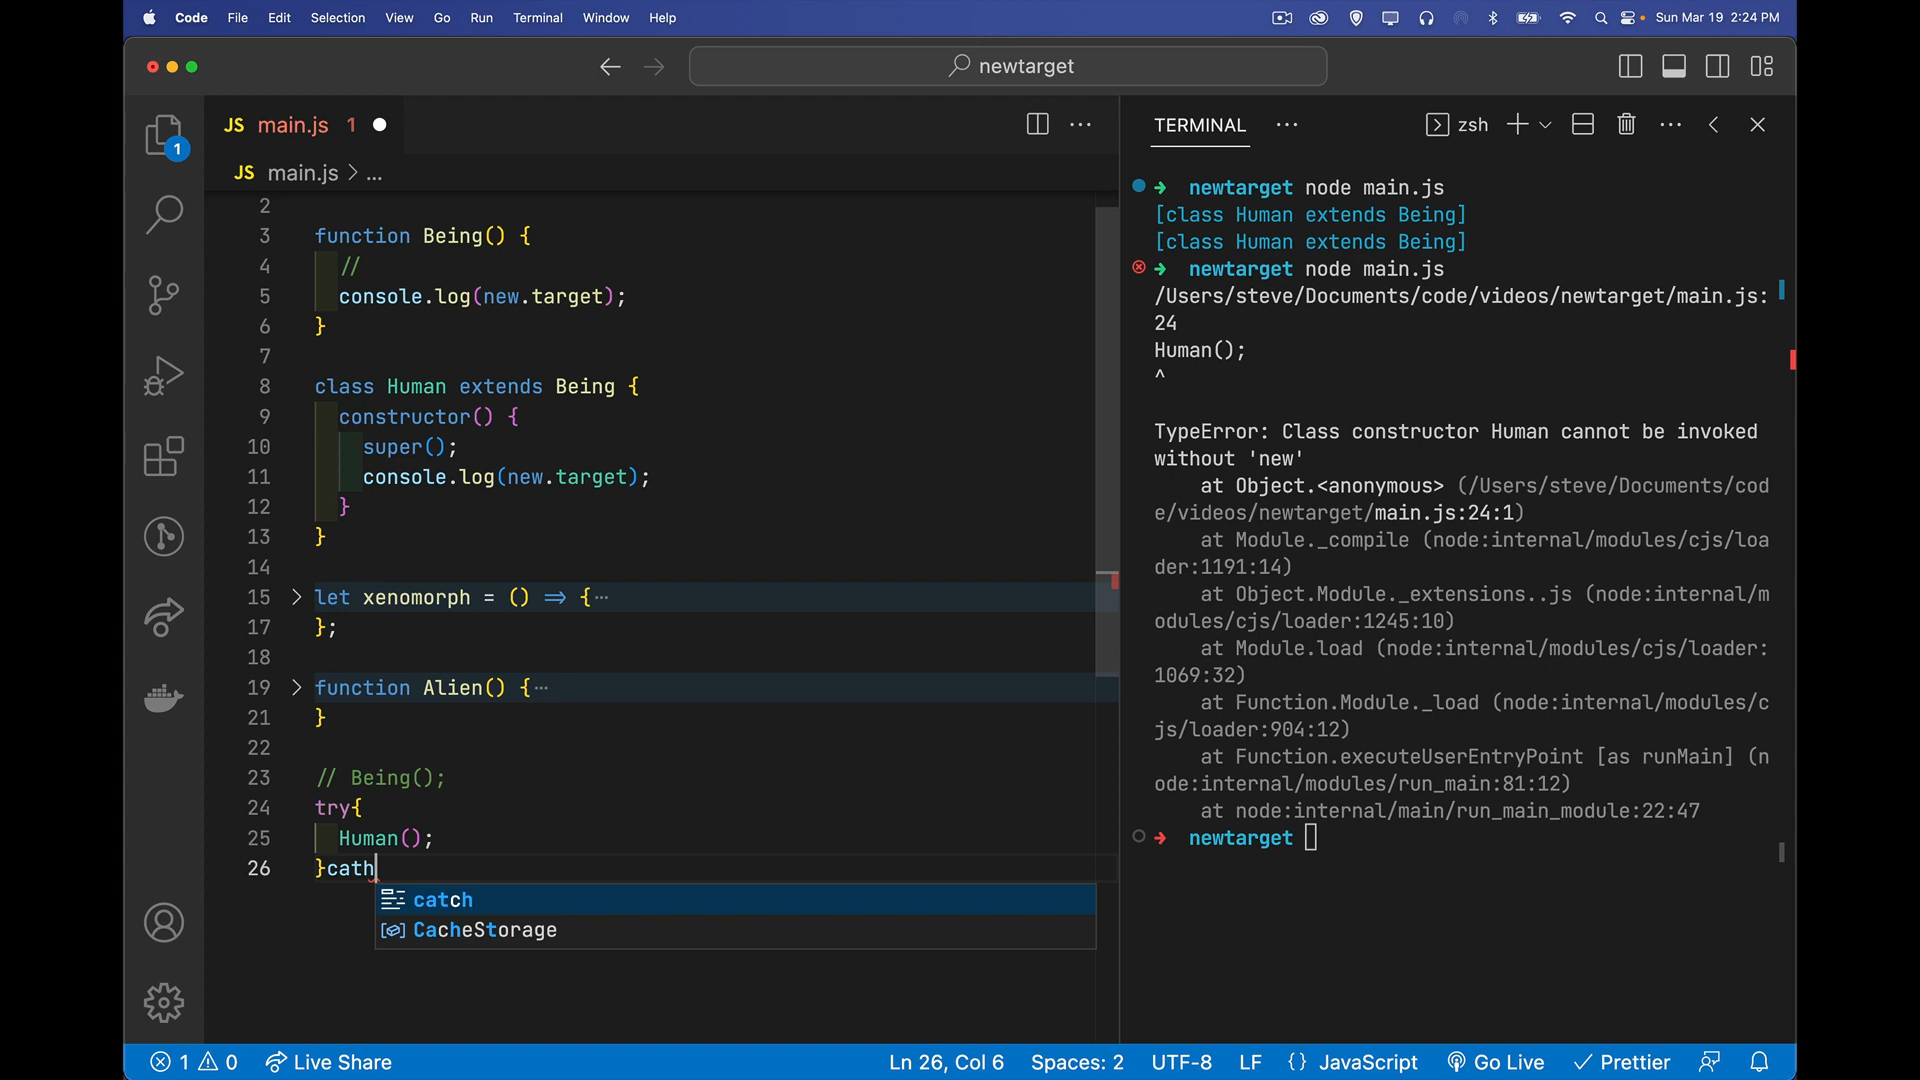 Code File Edit Selection View Go Run Terminal Window Help Sun Mar 19 2:24 PM
newtarget
JS main.js 1
TERMINAL
zsh
1
JS main.js > ...
2
3 function Being() {
4 //
5 console.log(new.target);
6 }
7
8 class Human extends Being {
9 constructor() {
10 super();
11 console.log(new.target);
12 }
13 }
14
15 let xenomorph = () => {···
17 };
18
19 function Alien() {···
21 }
22
23 // Being();
24 try{
25 Human();
26 }cath
catch
CacheStorage
newtarget node main.js
[class Human extends Being]
[class Human extends Being]
newtarget node main.js
/Users/steve/Documents/code/videos/newtarget/main.js:
24
Human();
^
TypeError: Class constructor Human cannot be invoked
without 'new'
at Object.<anonymous> (/Users/steve/Documents/cod
e/videos/newtarget/main.js:24:1)
at Module._compile (node:internal/modules/cjs/loa
der:1191:14)
at Object.Module._extensions..js (node:internal/m
odules/cjs/loader:1245:10)
at Module.load (node:internal/modules/cjs/loader:
1069:32)
at Function.Module._load (node:internal/modules/c
js/loader:904:12)
at Function.executeUserEntryPoint [as runMain] (n
ode:internal/modules/run_main:81:12)
at node:internal/main/run_main_module:22:47
newtarget
1 0 Live Share Ln 26, Col 6 Spaces: 2 UTF-8 LF {} JavaScript Go Live Prettier